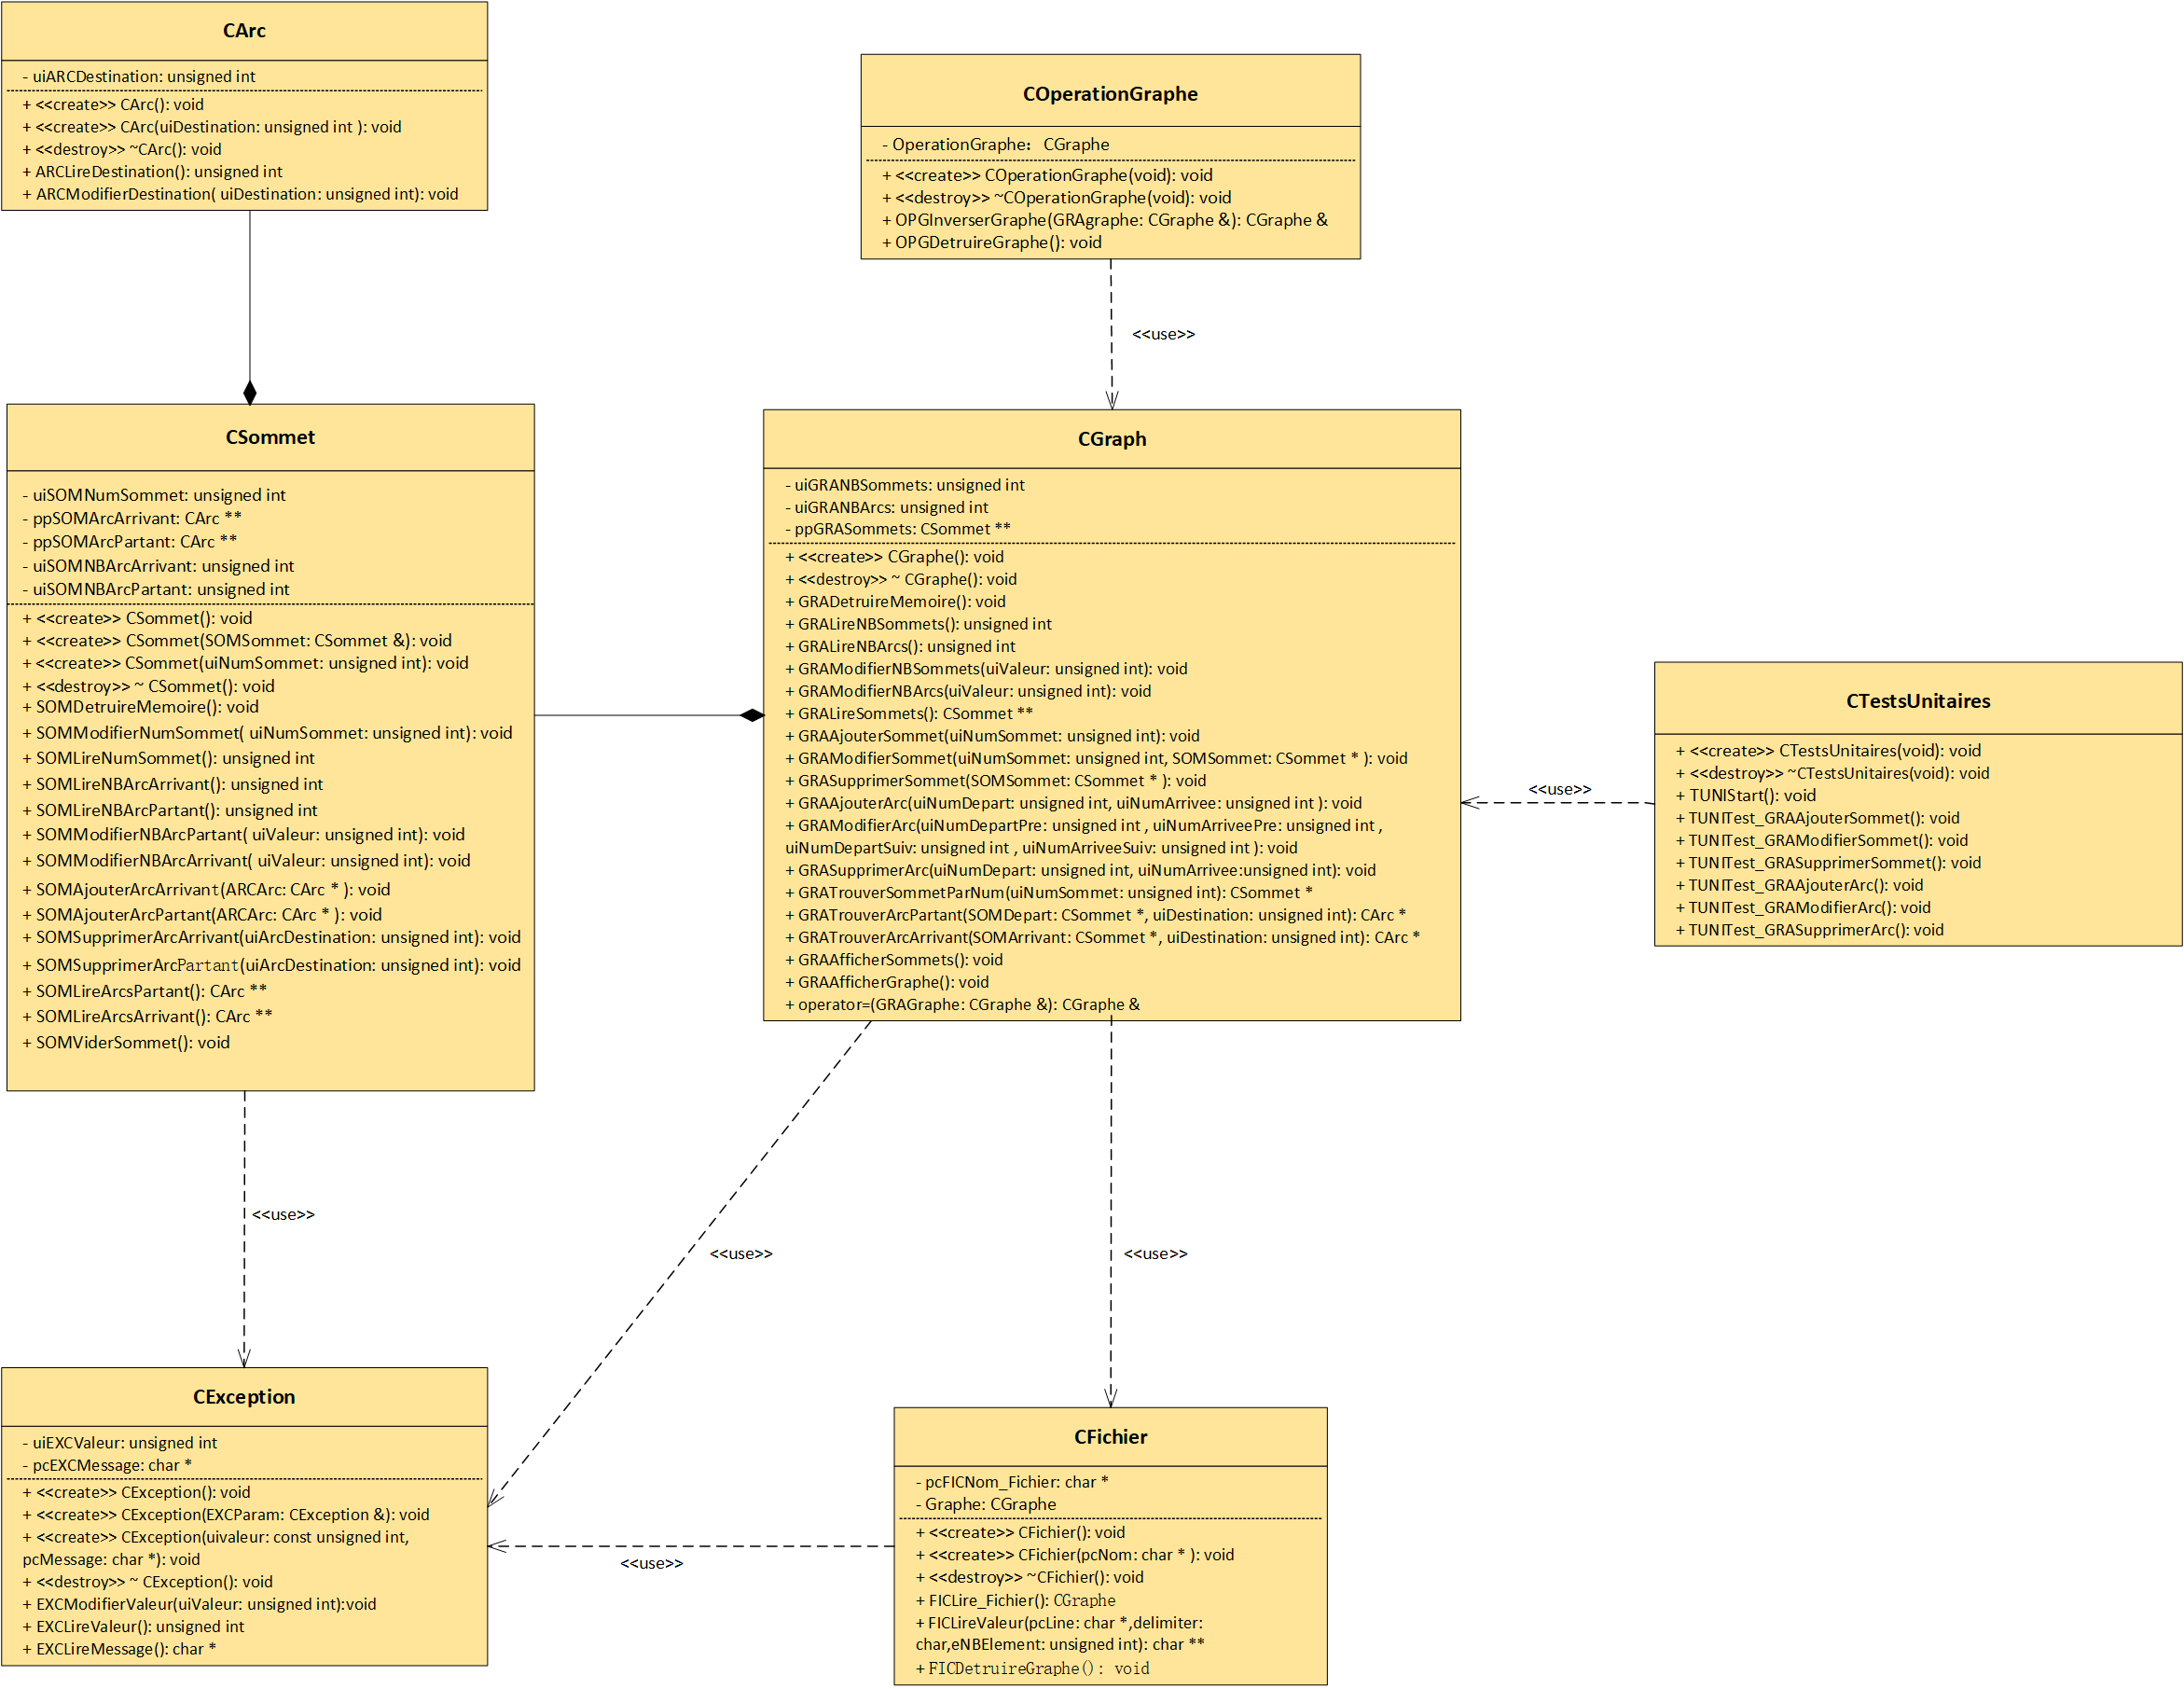 CArc
- uiARCDestination: unsigned int
+ <<create>> CArc(): void
+ <<create>> CArc(uiDestination: unsigned int ): void
+ <<destroy>> ~CArc(): void
+ ARCLireDestination(): unsigned int
+ ARCModifierDestination( uiDestination: unsigned int): void
COperationGraphe
- OperationGraphe: CGraphe
+ <<create>> COperationGraphe(void): void
+ <<destroy>> ~COperationGraphe(void): void
+ OPGInverserGraphe(GRAgraphe: CGraphe &): CGraphe &
+ OPGDetruireGraphe(): void
<<use>>
CSommet
- uiSOMNumSommet: unsigned int
- ppSOMArcArrivant: CArc **
- ppSOMArcPartant: CArc **
- uiSOMNBArcArrivant: unsigned int
- uiSOMNBArcPartant: unsigned int
+ <<create>> CSommet(): void
+ <<create>> CSommet(SOMSommet: CSommet &): void
+ <<create>> CSommet(uiNumSommet: unsigned int): void
+ <<destroy>> ~ CSommet(): void
+ SOMDetruireMemoire(): void
+ SOMModifierNumSommet( uiNumSommet: unsigned int): void
+ SOMLireNumSommet(): unsigned int
+ SOMLireNBArcArrivant(): unsigned int
+ SOMLireNBArcPartant(): unsigned int
+ SOMModifierNBArcPartant( uiValeur: unsigned int): void
+ SOMModifierNBArcArrivant( uiValeur: unsigned int): void
+ SOMAjouterArcArrivant(ARCArc: CArc * ): void
+ SOMAjouterArcPartant(ARCArc: CArc * ): void
+ SOMSupprimerArcArrivant(uiArcDestination: unsigned int): void
+ SOMSupprimerArcPartant(uiArcDestination: unsigned int): void
+ SOMLireArcsPartant(): CArc **
+ SOMLireArcsArrivant(): CArc **
+ SOMViderSommet(): void
CGraph
- uiGRANBSommets: unsigned int
- uiGRANBArcs: unsigned int
- ppGRASommets: CSommet **
+ <<create>> CGraphe(): void
+ <<destroy>> ~ CGraphe(): void
+ GRADetruireMemoire(): void
+ GRALireNBSommets(): unsigned int
+ GRALireNBArcs(): unsigned int
+ GRAModifierNBSommets(uiValeur: unsigned int): void
+ GRAModifierNBArcs(uiValeur: unsigned int): void
+ GRALireSommets(): CSommet **
+ GRAAjouterSommet(uiNumSommet: unsigned int): void
+ GRAModifierSommet(uiNumSommet: unsigned int, SOMSommet: CSommet * ): void
+ GRASupprimerSommet(SOMSommet: CSommet * ): void
+ GRAAjouterArc(uiNumDepart: unsigned int, uiNumArrivee: unsigned int ): void
+ GRAModifierArc(uiNumDepartPre: unsigned int , uiNumArriveePre: unsigned int ,
uiNumDepartSuiv: unsigned int , uiNumArriveeSuiv: unsigned int ): void
+ GRASupprimerArc(uiNumDepart: unsigned int, uiNumArrivee:unsigned int): void
+ GRATrouverSommetParNum(uiNumSommet: unsigned int): CSommet *
+ GRATrouverArcPartant(SOMDepart: CSommet *, uiDestination: unsigned int): CArc *
+ GRATrouverArcArrivant(SOMArrivant: CSommet *, uiDestination: unsigned int): CArc *
+ GRAAfficherSommets(): void
+ GRAAfficherGraphe(): void
+ operator=(GRAGraphe: CGraphe &): CGraphe &
<<use>>
CTestsUnitaires
+ <<create>> CTestsUnitaires(void): void
+ <<destroy>> ~CTestsUnitaires(void): void
+ TUNIStart(): void
+ TUNITest_GRAAjouterSommet(): void
+ TUNITest_GRAModifierSommet(): void
+ TUNITest_GRASupprimerSommet(): void
+ TUNITest_GRAAjouterArc(): void
+ TUNITest_GRAModifierArc(): void
+ TUNITest_GRASupprimerArc(): void
<<use>>
<<use>>
<<use>>
CException
- uiEXCValeur: unsigned int
- pcEXCMessage: char *
+ <<create>> CException(): void
+ <<create>> CException(EXCParam: CException &): void
+ <<create>> CException(uivaleur: const unsigned int,
pcMessage: char *): void
+ <<destroy>> ~ CException(): void
+ EXCModifierValeur(uiValeur: unsigned int):void
+ EXCLireValeur(): unsigned int
+ EXCLireMessage(): char *
<<use>>
CFichier
- pcFICNom_Fichier: char *
- Graphe: CGraphe
+ <<create>> CFichier(): void
+ <<create>> CFichier(pcNom: char * ): void
+ <<destroy>> ~CFichier(): void
+ FICLire_Fichier(): CGraphe
+ FICLireValeur(pcLine: char *,delimiter:
char,eNBElement: unsigned int): char **
+ FICDetruireGraphe(): void